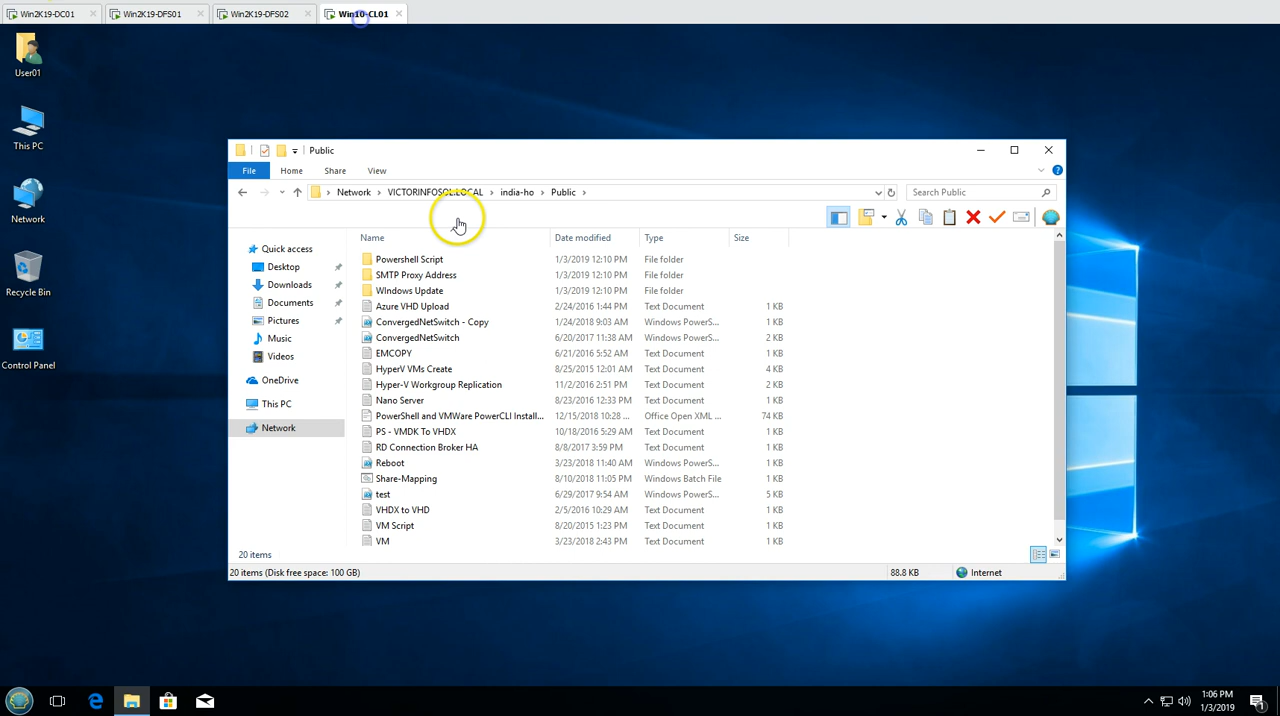 Win2K19-DC01 Win2K19-DFS01 Win2K19-DFS02 Win10-CL01
User01
This PC
Network
Recycle Bin
Control Panel
Public
File Home Share View
Network VICTORINFOSOL.LOCAL india-ho Public Search Public
Name Date modified Type Size
Quick access
Desktop
Downloads
Documents
Pictures
Music
Videos
OneDrive
This PC
Network
Powershell Script 1/3/2019 12:10 PM File folder
SMTP Proxy Address 1/3/2019 12:10 PM File folder
WIndows Update 1/3/2019 12:10 PM File folder
Azure VHD Upload 2/24/2016 1:44 PM Text Document 1 KB
ConvergedNetSwitch - Copy 1/24/2018 9:03 AM Windows PowerS... 1 KB
ConvergedNetSwitch 6/20/2017 11:38 AM Windows PowerS... 2 KB
EMCOPY 6/21/2016 5:52 AM Text Document 1 KB
HyperV VMs Create 8/25/2015 12:01 AM Text Document 4 KB
Hyper-V Workgroup Replication 11/2/2016 2:51 PM Text Document 2 KB
Nano Server 8/23/2016 12:33 PM Text Document 1 KB
PowerShell and VMWare PowerCLI Install... 12/15/2018 10:28 ... Office Open XML ... 74 KB
PS - VMDK To VHDX 10/18/2016 5:29 AM Text Document 1 KB
RD Connection Broker HA 8/8/2017 3:59 PM Text Document 1 KB
Reboot 3/23/2018 11:40 AM Windows PowerS... 1 KB
Share-Mapping 8/10/2018 11:05 PM Windows Batch File 1 KB
test 6/29/2017 9:54 AM Windows PowerS... 5 KB
VHDX to VHD 2/5/2016 10:29 AM Text Document 1 KB
VM Script 8/20/2015 1:23 PM Text Document 1 KB
VM 3/23/2018 2:43 PM Text Document 1 KB
20 items
20 items (Disk free space: 100 GB) 88.8 KB Internet
1:06 PM
1/3/2019